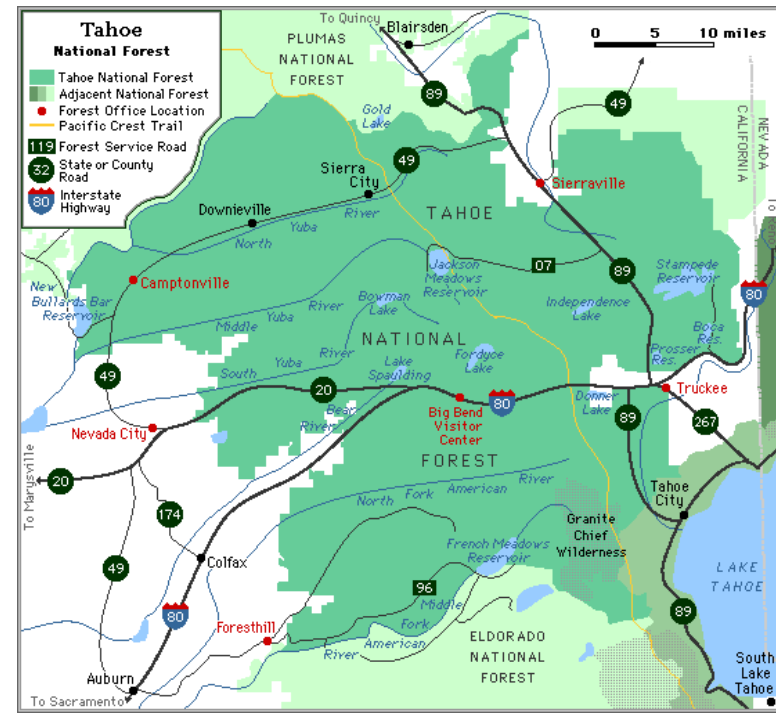 Tahoe
National Forest
Tahoe National Forest
Adjacent National Forest
Forest Office Location
Pacific Crest Trail
119 Forest Service Road
32 State or County
Road
80 Interstate
Highway
To Quincy
Blairsden
0 5 10 miles
PLUMAS
NATIONAL
FOREST
89
49
NEVADA
CALIFORNIA
Gold
Lake
49
Sierra
City
Sierraville
Downieville
TAHOE
North Yuba River
07
Jackson
Meadows
Reservoir
89
Stampede
Reservoir
80
Camptonville
New
Bullards Bar
Reservoir
Bowman
Lake
Independence
Lake
Middle Yuba River
NATIONAL
Boca
Res.
Prosser
Res.
Fordyce
Lake
Lake
Spaulding
South Yuba River
49
20
80
Truckee
Donner
Lake
Big Bend
Visitor
Center
Bear
River
89
267
Nevada City
FOREST
20
To Marysville
North Fork American River
Tahoe
City
174
Granite
Chief
Wilderness
French Meadows
Reservoir
Colfax
49
LAKE
TAHOE
96
80
Middle
Fork
American
River
89
Foresthill
ELDORADO
NATIONAL
FOREST
South
Lake
Tahoe
Auburn
To Sacramento